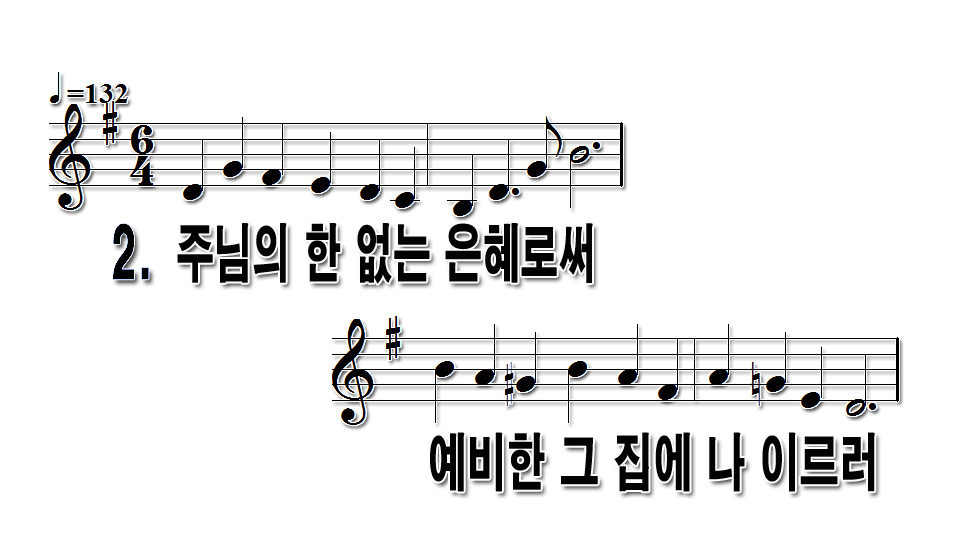 ♩=132
6
4
2. 주님의 한 없는 은혜로써
예비한 그 집에 나 이르러